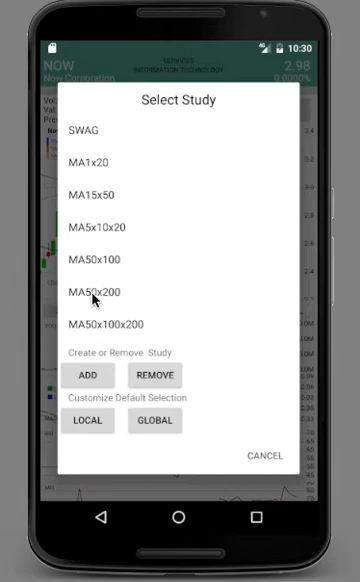 10:30
NOW
SERVICES
2.98
Now Corporation
INFORMATION TECHNOLOGY
0.0000%
Select Study
SWAG
MA1x20
MA15x50
MA5x10x20
MA50x100
MA50x200
MA50x100x200
Create or Remove Study
ADD
REMOVE
Customize Default Selection
LOCAL
GLOBAL
CANCEL